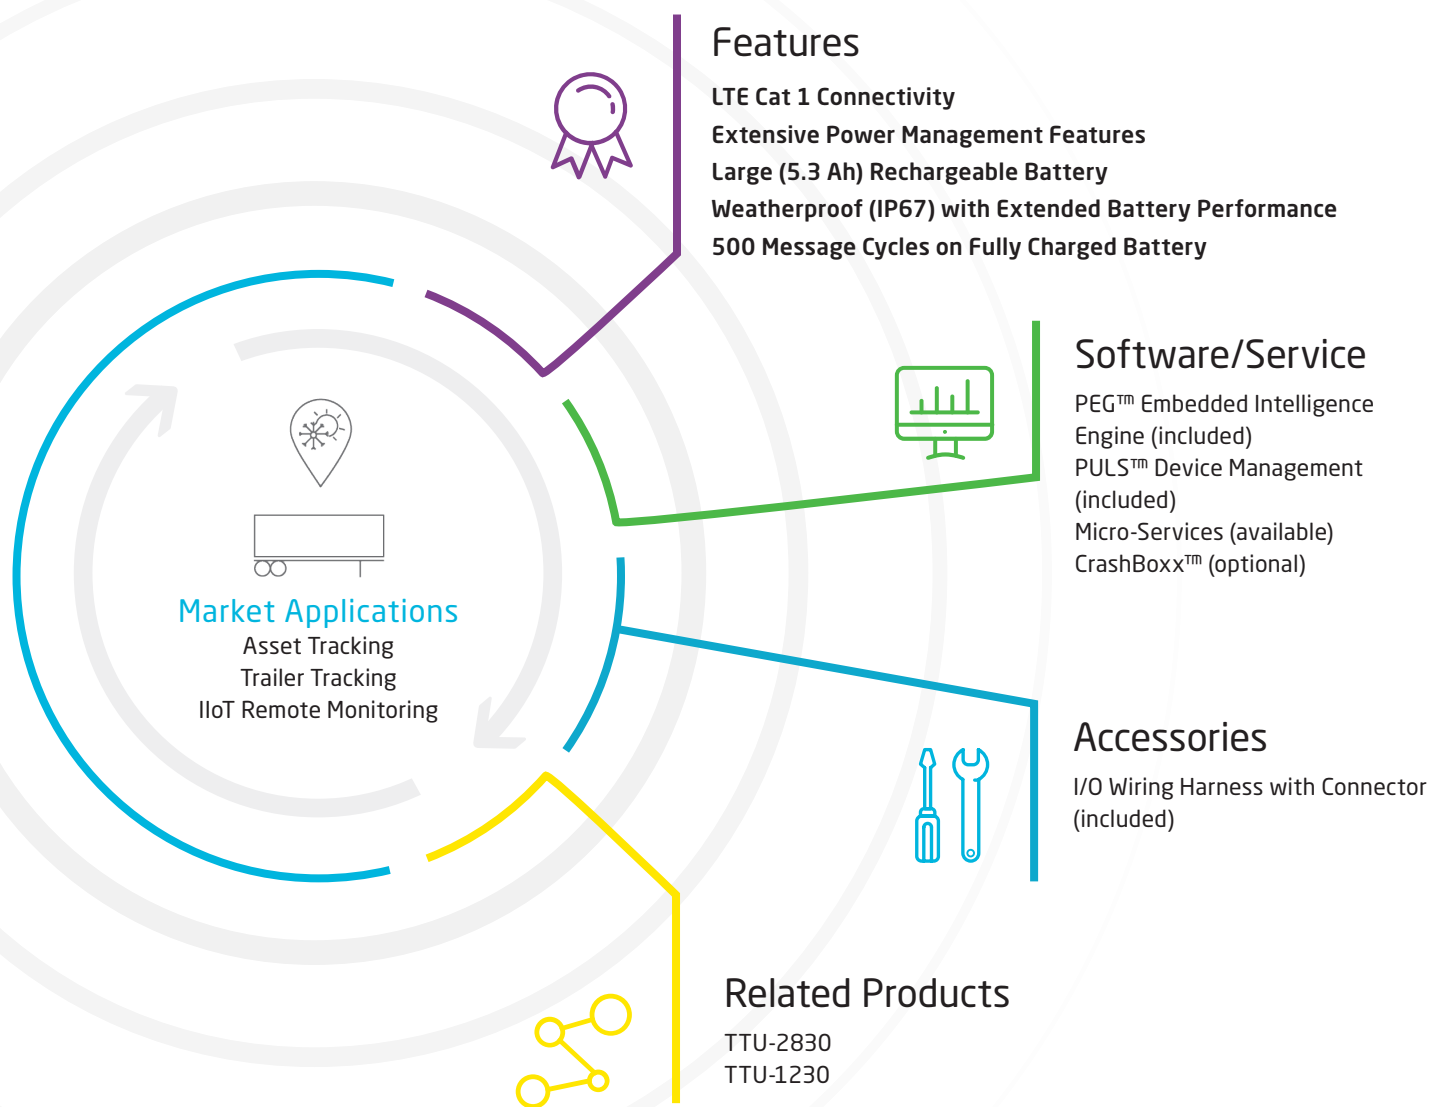 Features
LTE Cat 1 Connectivity
Extensive Power Management Features
Large (5.3 Ah) Rechargeable Battery
Weatherproof (IP67) with Extended Battery Performance
500 Message Cycles on Fully Charged Battery
Software/Service
PEG™ Embedded Intelligence
Engine (included)
PULS™ Device Management
(included)
Micro-Services (available)
CrashBoxx™ (optional)
Market Applications
Asset Tracking
Trailer Tracking
IIoT Remote Monitoring
Accessories
I/O Wiring Harness with Connector
(included)
Related Products
TTU-2830
TTU-1230